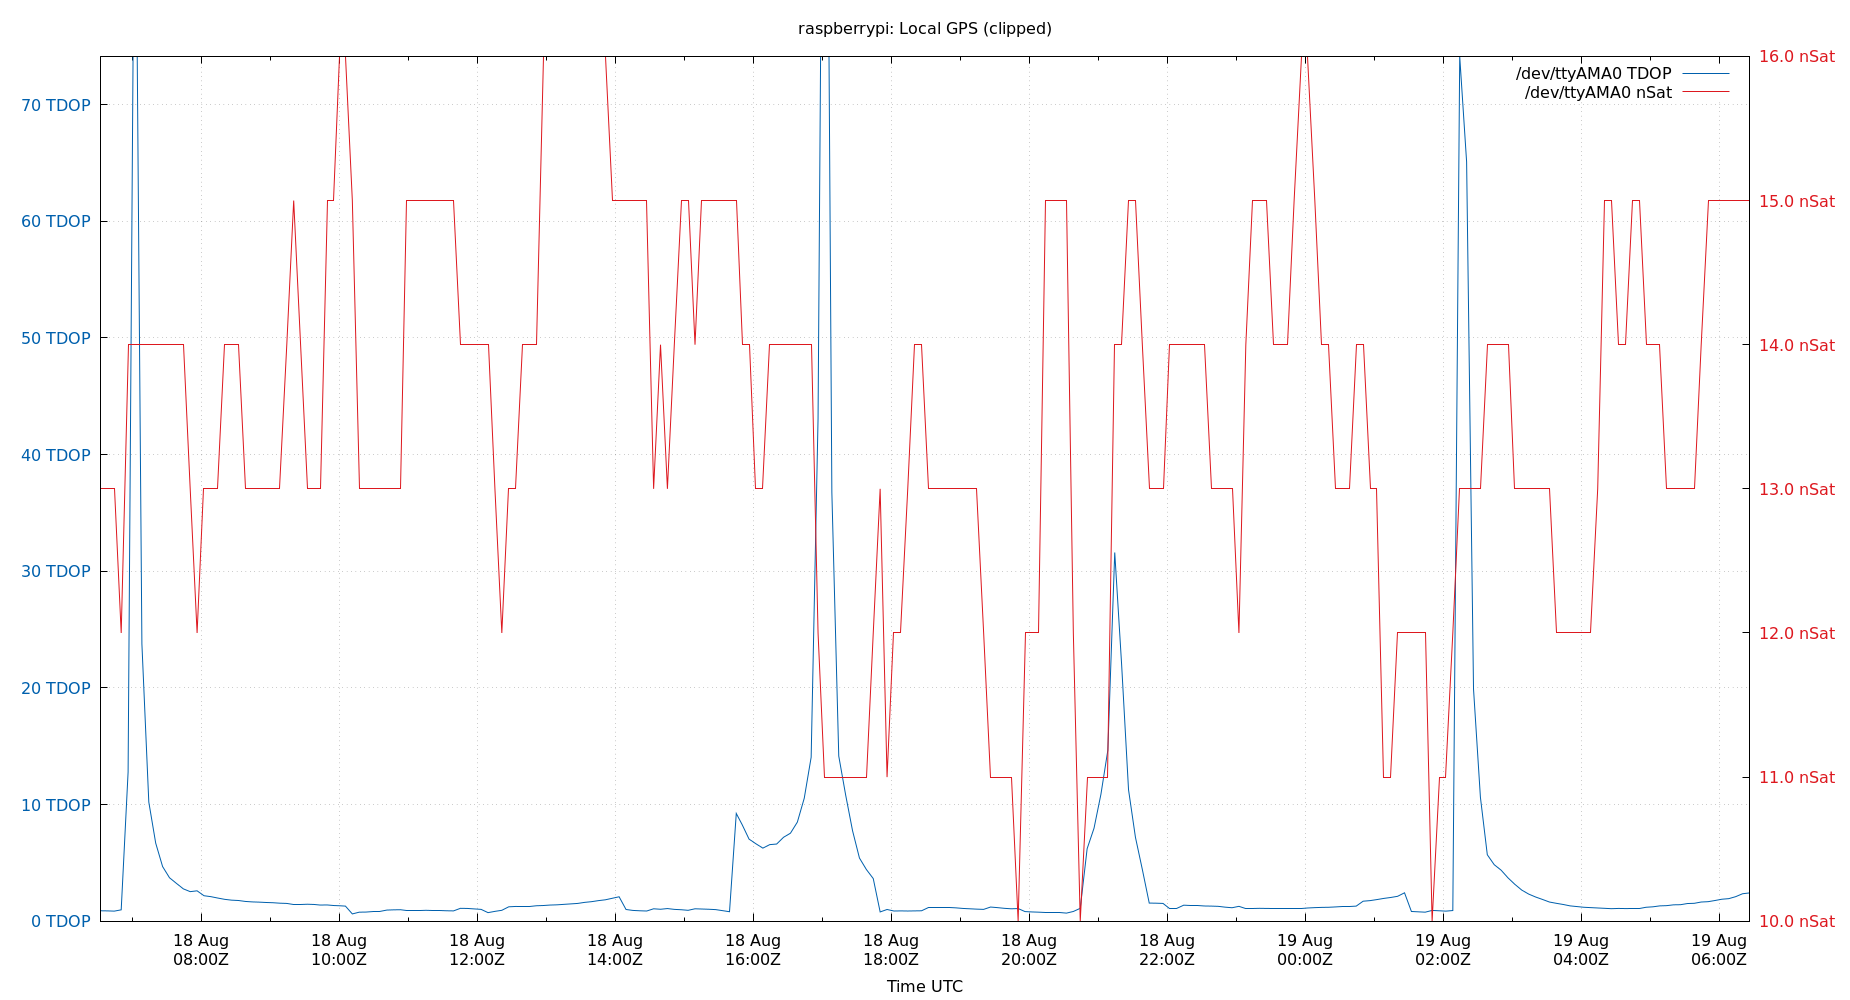 raspberrypi: Local GPS (clipped)
/dev/ttyAMA0 TDOP
/dev/ttyAMA0 nSat
70 TDOP
60 TDOP
50 TDOP
40 TDOP
30 TDOP
20 TDOP
10 TDOP
0 TDOP
16.0 nSat
15.0 nSat
14.0 nSat
13.0 nSat
12.0 nSat
11.0 nSat
10.0 nSat
18 Aug
08:00Z
18 Aug
10:00Z
18 Aug
12:00Z
18 Aug
14:00Z
18 Aug
16:00Z
18 Aug
18:00Z
18 Aug
20:00Z
18 Aug
22:00Z
19 Aug
00:00Z
19 Aug
02:00Z
19 Aug
04:00Z
19 Aug
06:00Z
Time UTC